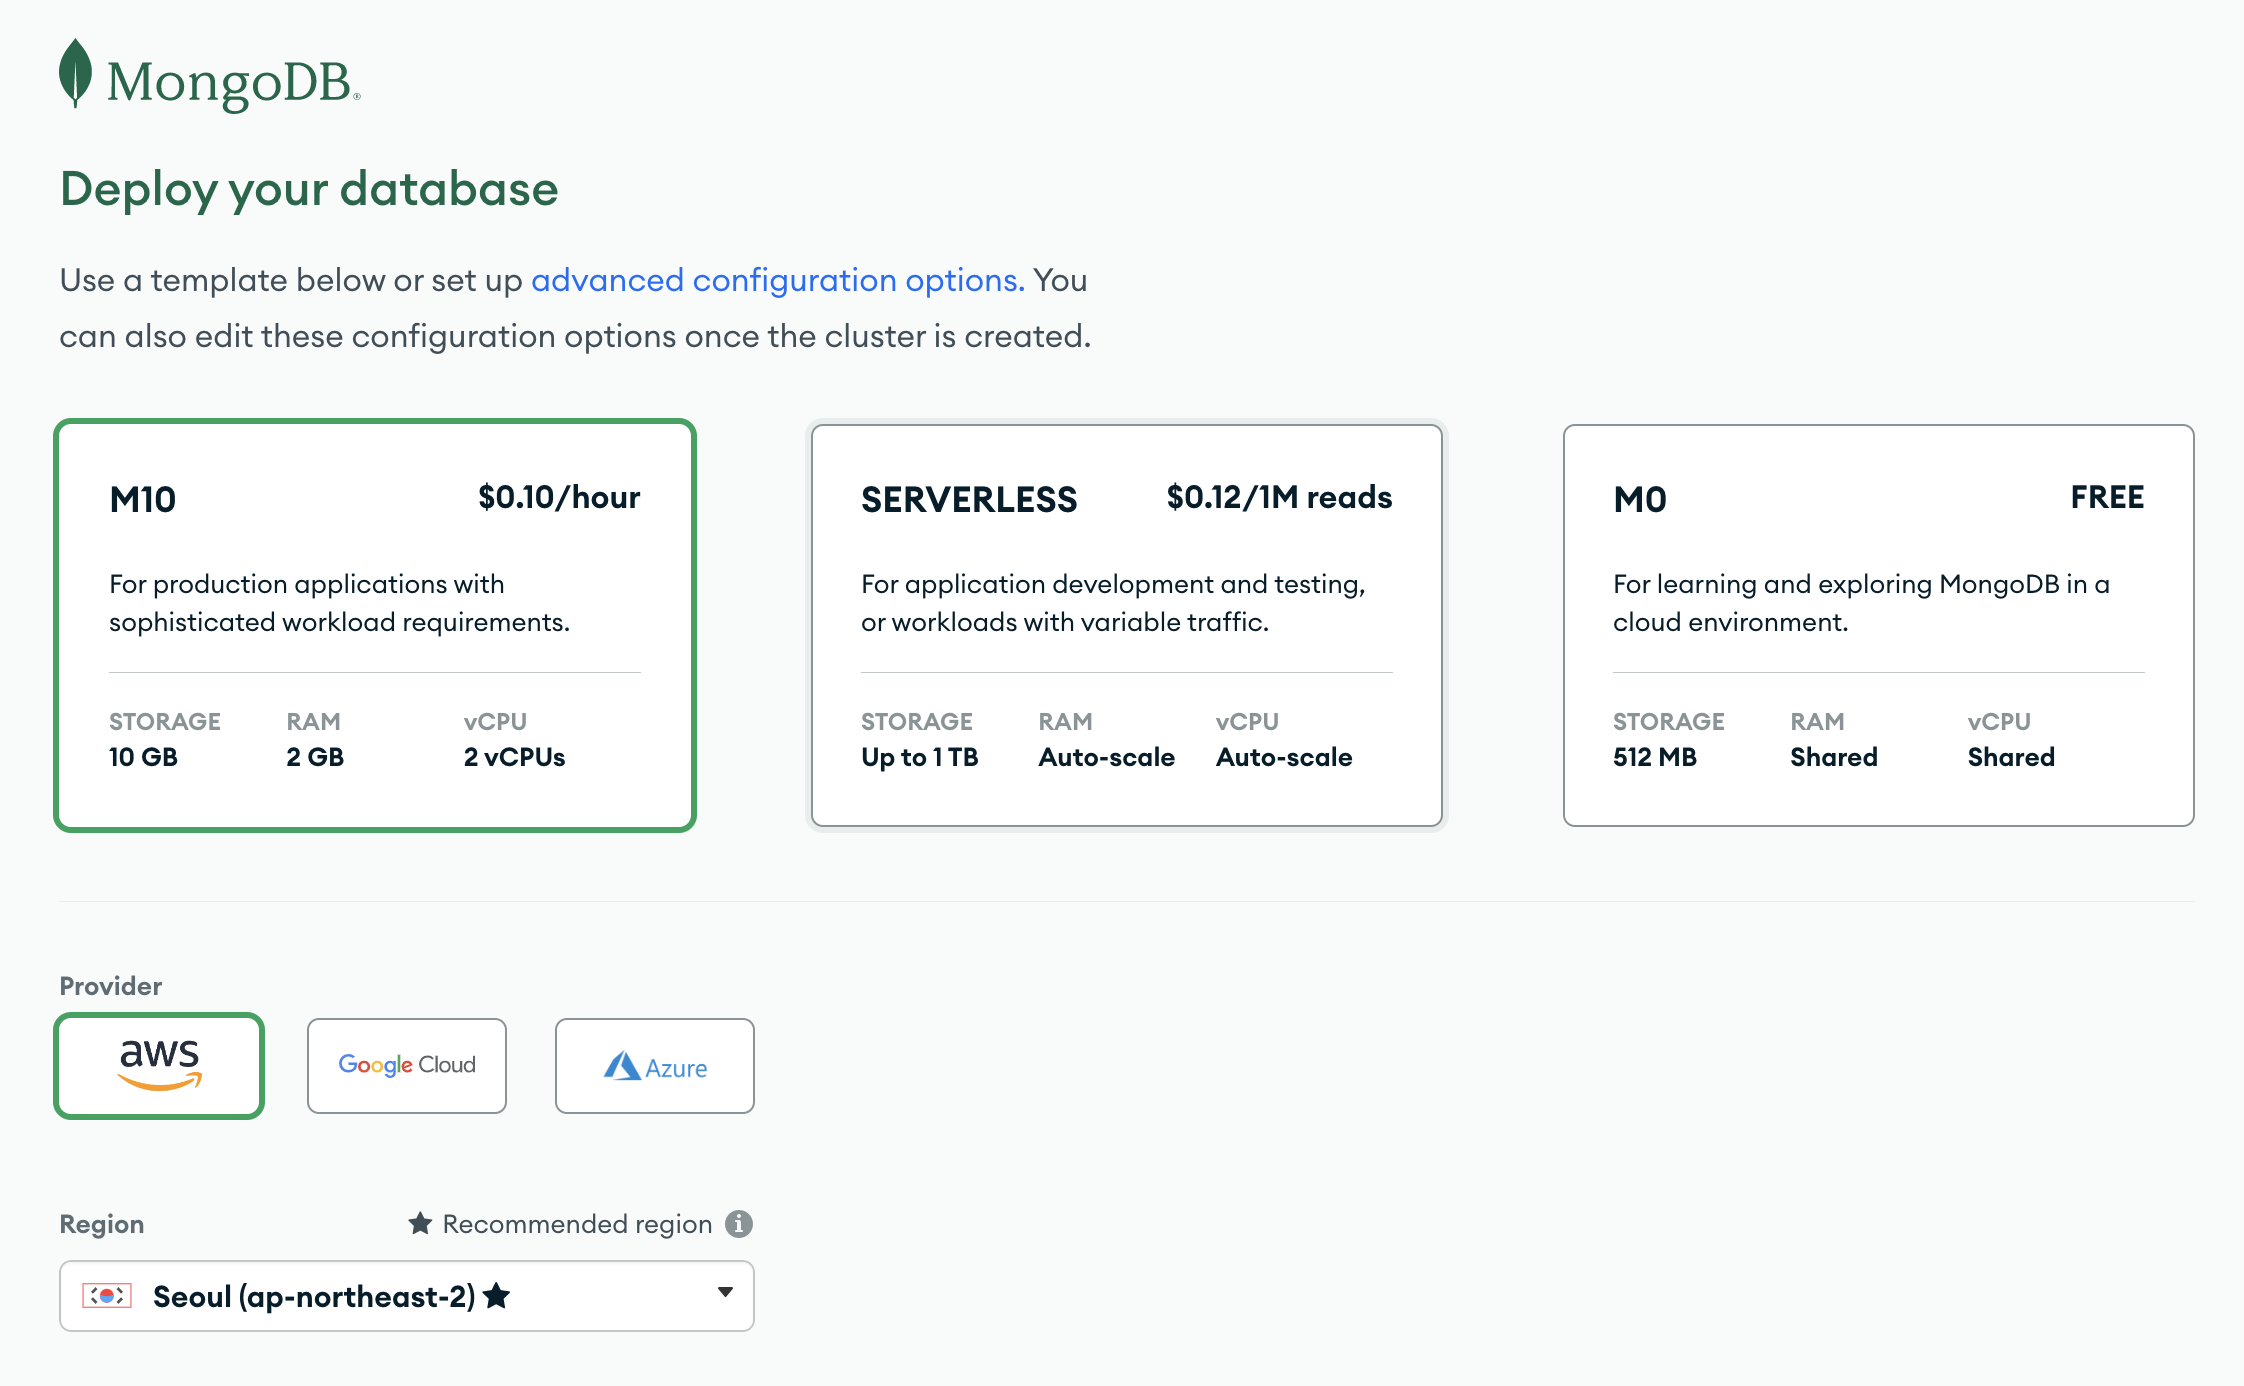 MongoDB®
Deploy your database
Use a template below or set up advanced configuration options. You
can also edit these configuration options once the cluster is created.
M10 $0.10/hour
For production applications with
sophisticated workload requirements.
STORAGE RAM vCPU
10 GB 2 GB 2 vCPUs
SERVERLESS $0.12/1M reads
For application development and testing,
or workloads with variable traffic.
STORAGE RAM vCPU
Up to 1 TB Auto-scale Auto-scale
M0 FREE
For learning and exploring MongoDB in a
cloud environment.
STORAGE RAM vCPU
512 MB Shared Shared
Provider
aws
Google Cloud
Azure
Region ★ Recommended region i
Seoul (ap-northeast-2) ★